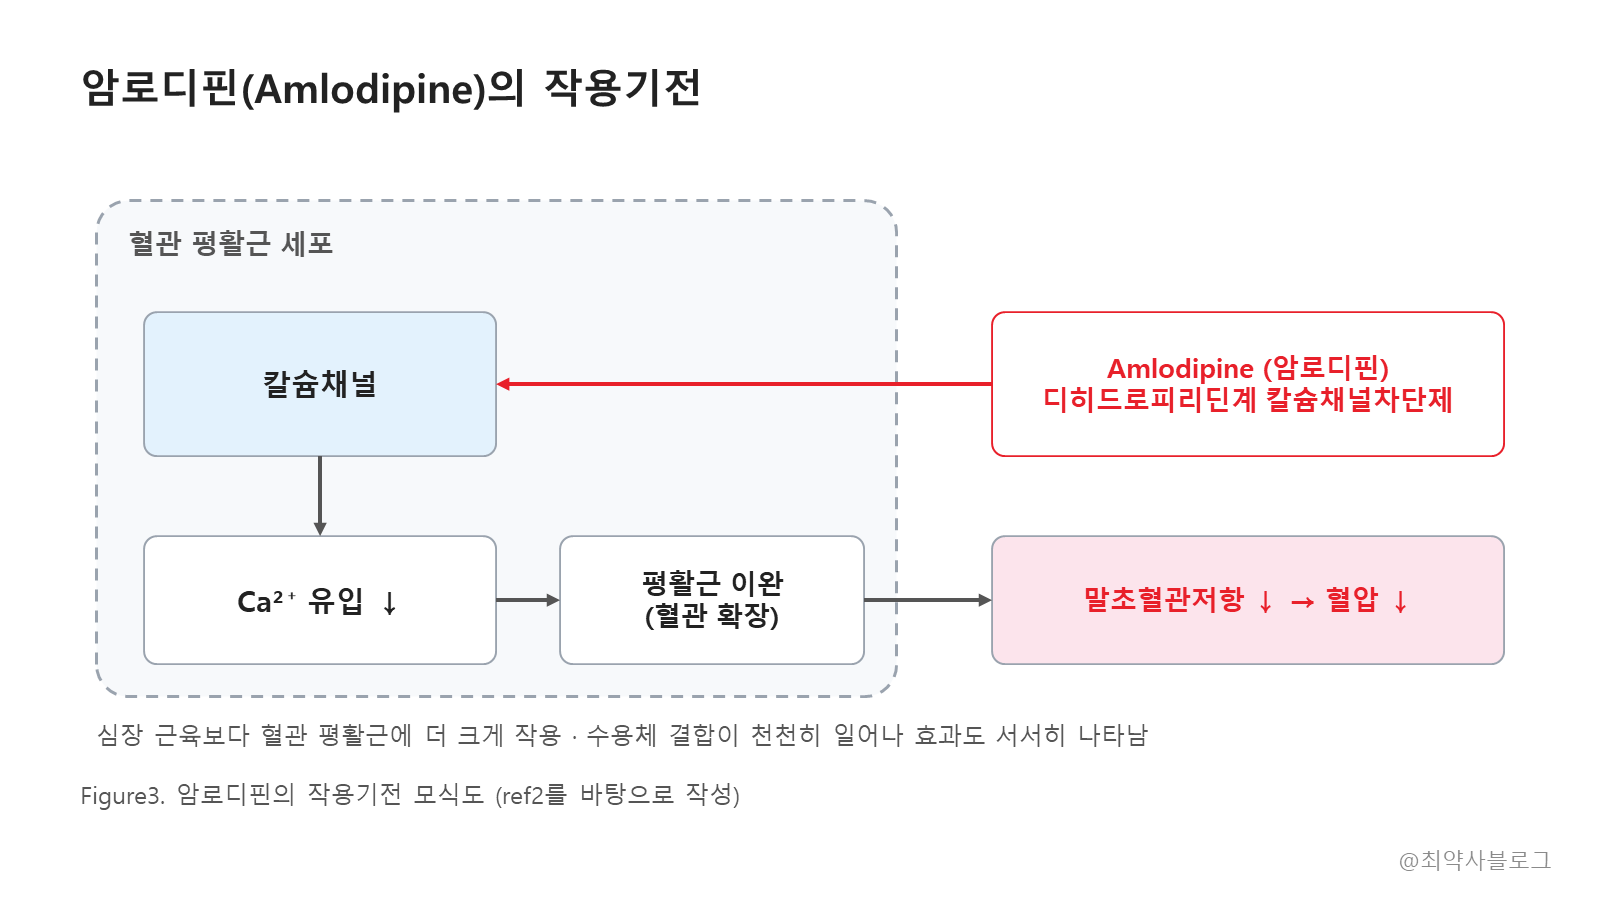 암로디핀(Amlodipine)의 작용기전
혈관 평활근 세포
칼슘채널
Amlodipine (암로디핀)
디히드로피리딘계 칼슘채널차단제
Ca²⁺ 유입 ↓
평활근 이완
(혈관 확장)
말초혈관저항 ↓ → 혈압 ↓
심장 근육보다 혈관 평활근에 더 크게 작용 · 수용체 결합이 천천히 일어나 효과도 서서히 나타남
Figure3. 암로디핀의 작용기전 모식도 (ref2를 바탕으로 작성)
@최약사블로그